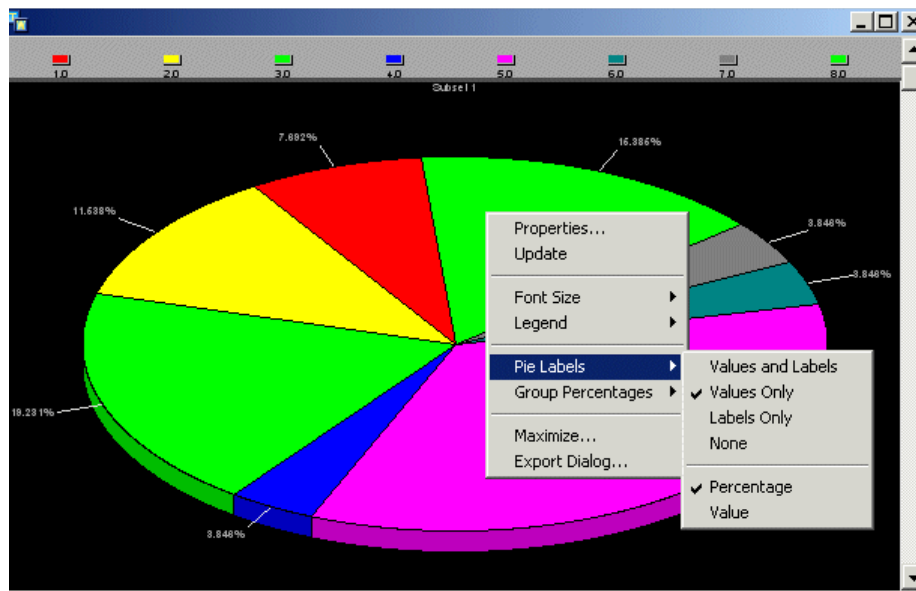 1.0 2.0 3.0 4.0 5.0 6.0 7.0 8.0
Subset 1
7.692%
15.385%
11.538%
3.846%
3.846%
19.231%
3.846%
Properties...
Update
Font Size
Legend
Pie Labels
Group Percentages
Maximize...
Export Dialog...
Values and Labels
Values Only
Labels Only
None
Percentage
Value